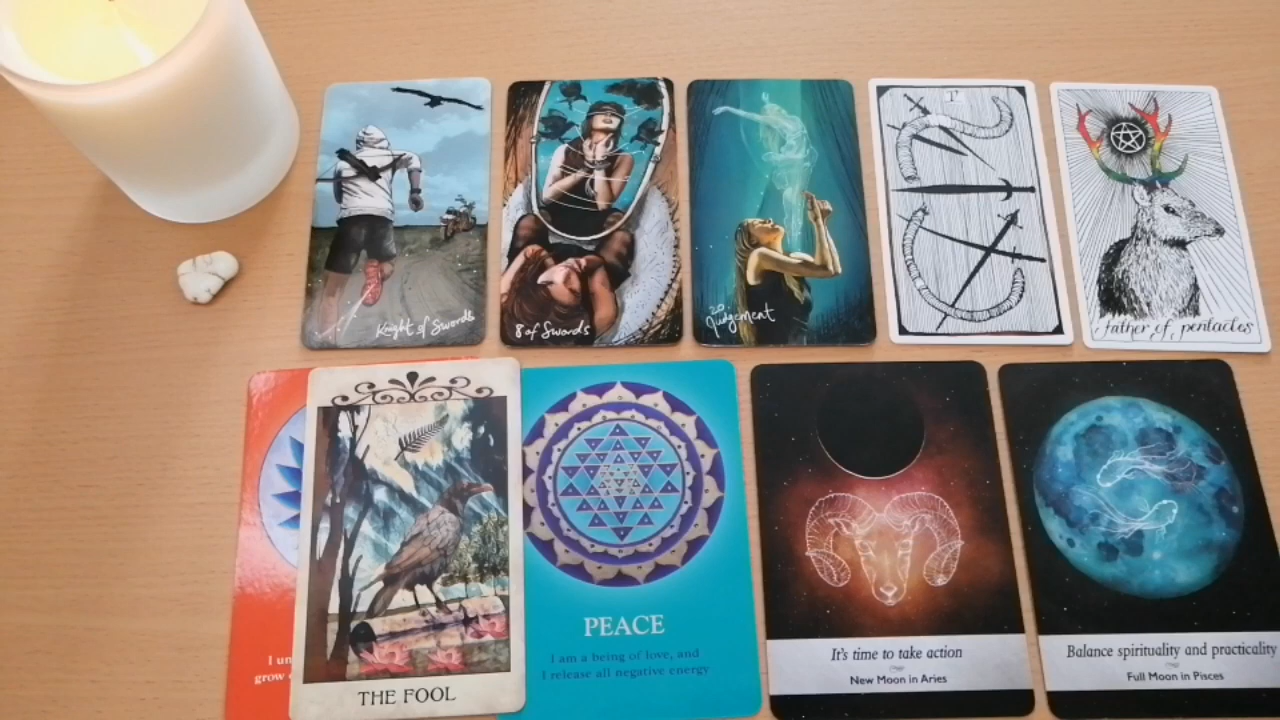 Knight of Swords
8 of Swords
20
Judgement
father of pentacles
I un
grow
THE FOOL
PEACE
I am a being of love, and
I release all negative energy
It's time to take action
New Moon in Aries
Balance spirituality and practicality
Full Moon in Pisces